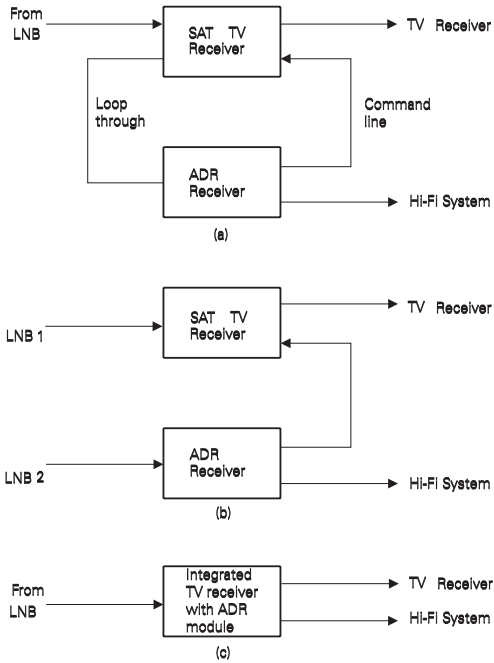 From
LNB
SAT TV
Receiver
TV Receiver
Loop
through
Command
line
ADR
Receiver
Hi-Fi System
(a)
LNB 1
SAT TV
Receiver
TV Receiver
LNB 2
ADR
Receiver
Hi-Fi System
(b)
From
LNB
Integrated
TV receiver
with ADR
module
TV Receiver
Hi-Fi System
(c)